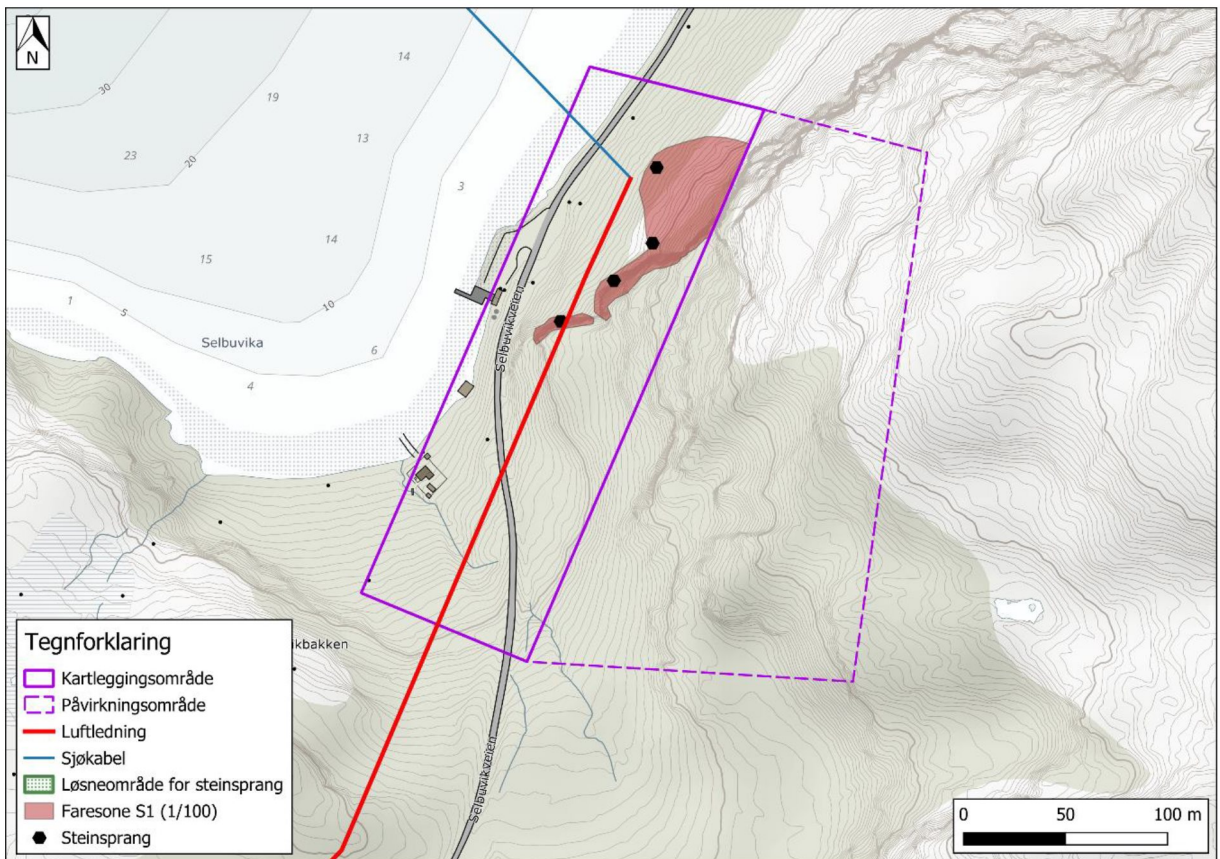 N
14
30
19
13
20
23
3
14
15
10
1
5
Selbuvika
6
4
Selbuvikveien
Selbuvikveien
ikbakken
Tegnforklaring
Kartleggingsområde
Påvirkningsområde
Luftledning
Sjøkabel
Løsneområde for steinsprang
Faresone S1 (1/100)
Steinsprang
0 50 100 m